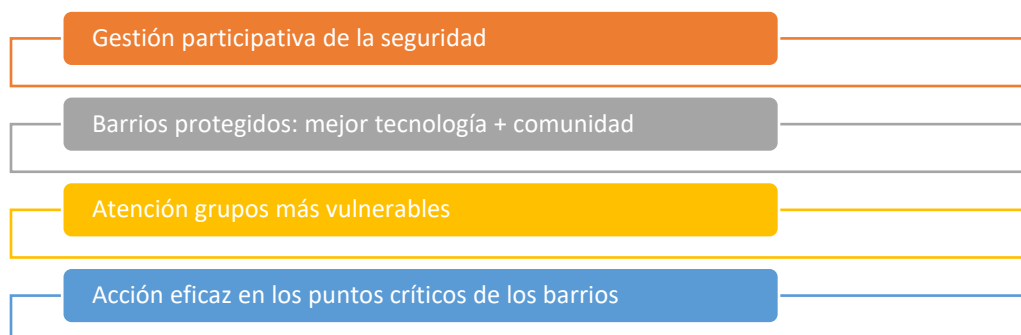 Gestión participativa de la seguridad
Barrios protegidos: mejor tecnología + comunidad
Atención grupos más vulnerables
Acción eficaz en los puntos críticos de los barrios